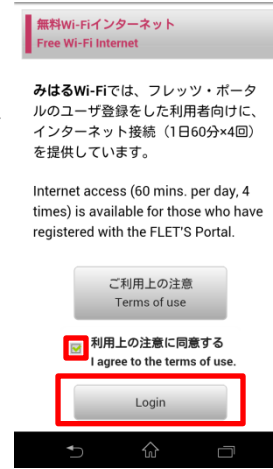 無料Wi-Fiインターネット
Free Wi-Fi Internet
みはるWi-Fiでは、フレッツ・ポータ
ルのユーザ登録をした利用者向けに、
インターネット接続（1日60分×4回）
を提供しています。
Internet access (60 mins. per day, 4
times) is available for those who have
registered with the FLET'S Portal.
ご利用上の注意
Terms of use
利用上の注意に同意する
I agree to the terms of use.
Login